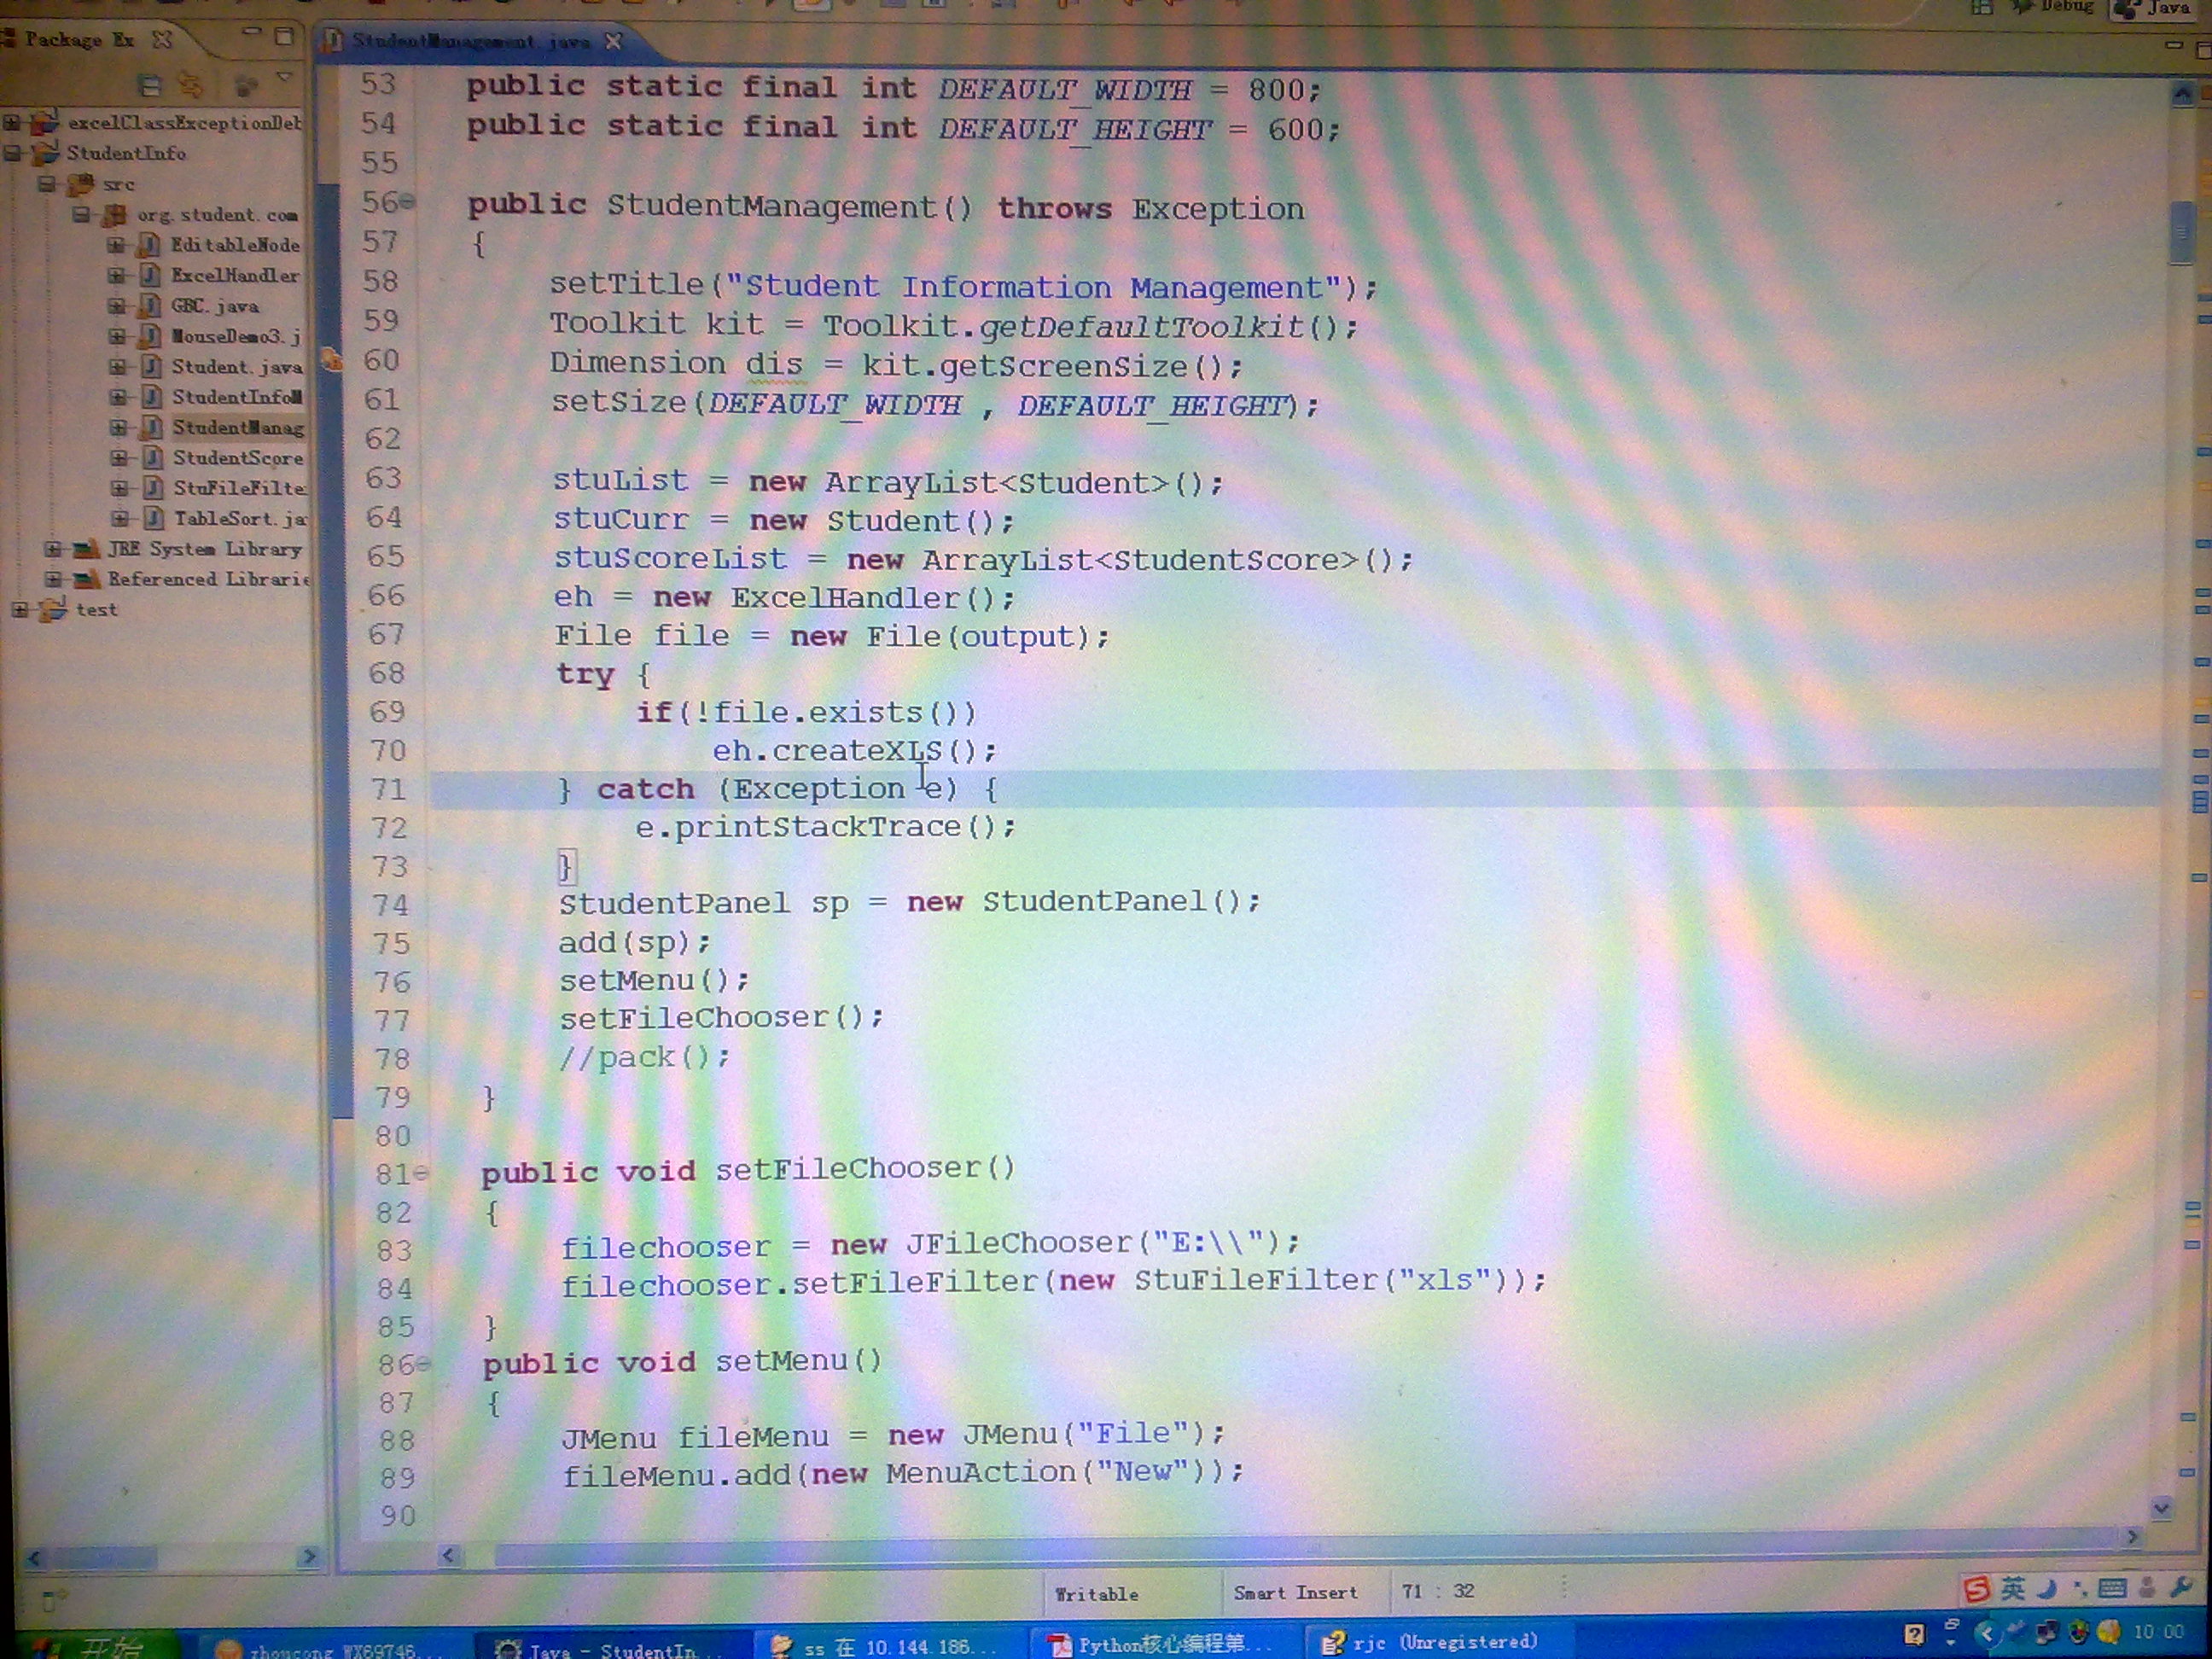 Debug
Java
Package Ex
StudentManagement.java
excelClassExceptionDeb
StudentInfo
src
org.student.com
EditableNode
ExcelHandler
GBC.java
MouseDemo3.j
Student.java
StudentInfoM
StudentManag
StudentScore
StuFileFilte
TableSort.ja
JRE System Library
Referenced Librarie
test
53 public static final int DEFAULT_WIDTH = 800;
54 public static final int DEFAULT_HEIGHT = 600;
55
56 public StudentManagement() throws Exception
57 {
58 setTitle("Student Information Management");
59 Toolkit kit = Toolkit.getDefaultToolkit();
60 Dimension dis = kit.getScreenSize();
61 setSize(DEFAULT_WIDTH , DEFAULT_HEIGHT);
62
63 stuList = new ArrayList<Student>();
64 stuCurr = new Student();
65 stuScoreList = new ArrayList<StudentScore>();
66 eh = new ExcelHandler();
67 File file = new File(output);
68 try {
69 if(!file.exists())
70 eh.createXLS();
71 } catch (Exception e) {
72 e.printStackTrace();
73 }
74 StudentPanel sp = new StudentPanel();
75 add(sp);
76 setMenu();
77 setFileChooser();
78 //pack();
79 }
80
81 public void setFileChooser()
82 {
83 filechooser = new JFileChooser("E:\\");
84 filechooser.setFileFilter(new StuFileFilter("xls"));
85 }
86 public void setMenu()
87 {
88 JMenu fileMenu = new JMenu("File");
89 fileMenu.add(new MenuAction("New"));
90
Writable
Smart Insert
71 : 32
英
开始
zhoucong WX69746...
Java - StudentIn...
ss 在 10.144.186...
Python核心编程第...
rjc (Unregistered)
10:00